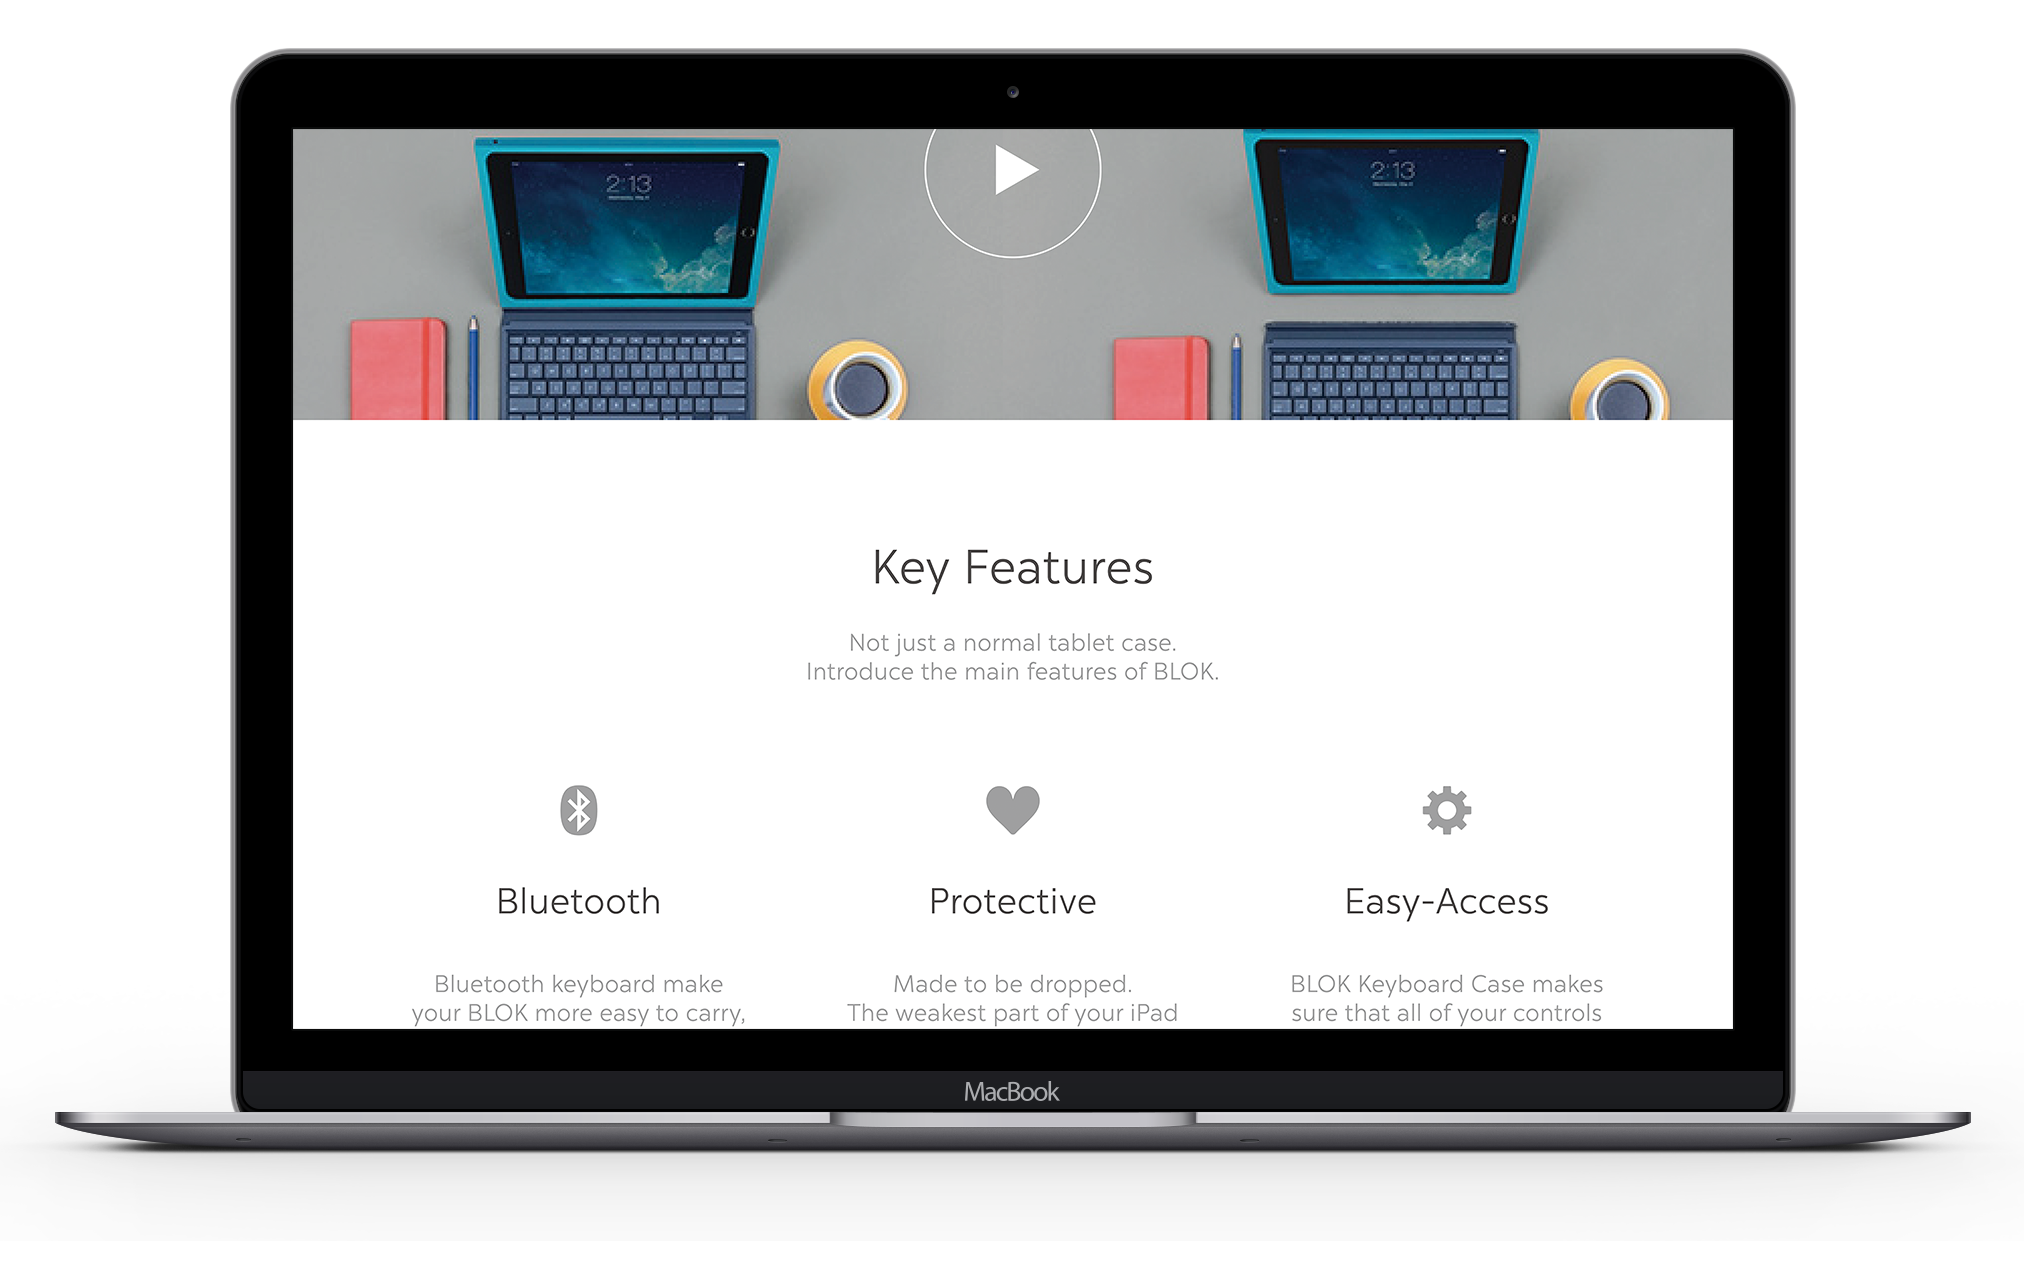 2:13
2:13
Key Features
Not just a normal tablet case.
Introduce the main features of BLOK.
Bluetooth
Protective
Easy-Access
Bluetooth keyboard make
your BLOK more easy to carry,
Made to be dropped.
The weakest part of your iPad
BLOK Keyboard Case makes
sure that all of your controls
MacBook